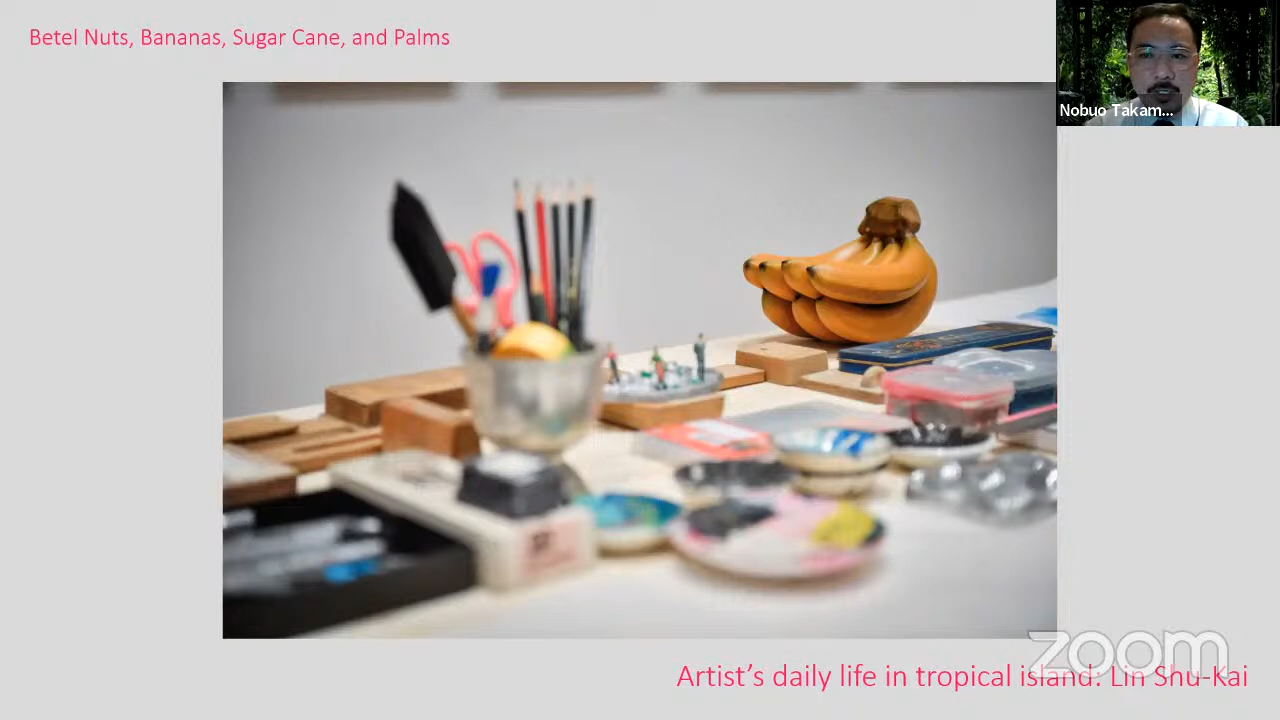 Betel Nuts, Bananas, Sugar Cane, and Palms
Nobuo Takam...
zoom
Artist's daily life in tropical island: Lin Shu-Kai